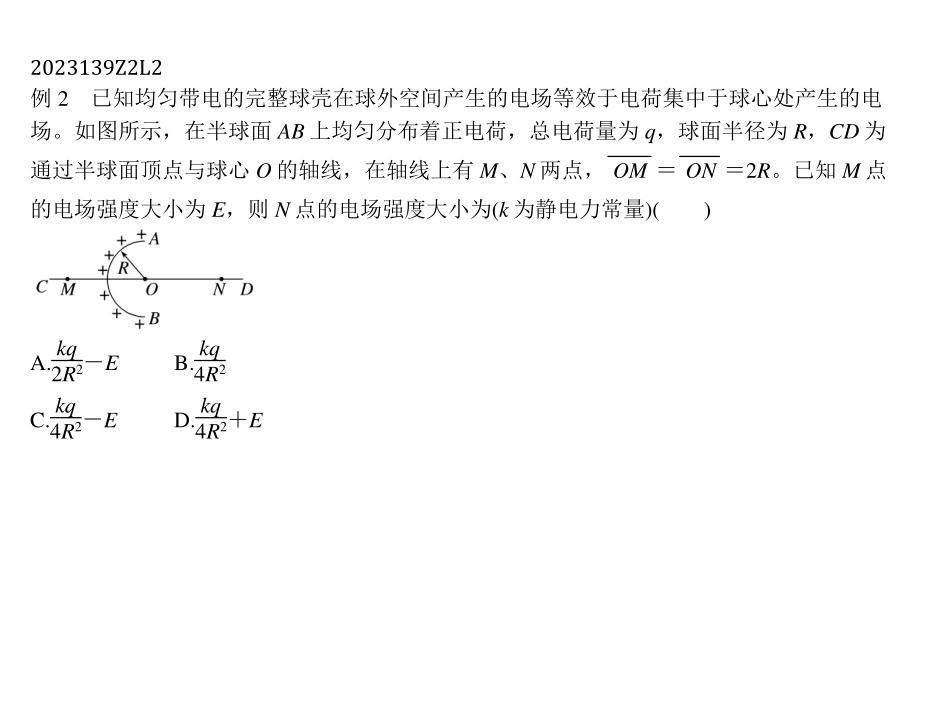 2023139Z2L2
例 2　已知均匀带电的完整球壳在球外空间产生的电场等效于电荷集中于球心处产生的电
场。如图所示，在半球面 AB 上均匀分布着正电荷，总电荷量为 q，球面半径为 R，CD 为
通过半球面顶点与球心 O 的轴线，在轴线上有 M、N 两点，\overline{OM}＝\overline{ON}＝2R。已知 M 点
的电场强度大小为 E，则 N 点的电场强度大小为(k 为静电力常量)(　　)
+ + A
+
+ R
C M O N D
+
+ + B
A.\frac{kq}{2R^2}－E　　B.\frac{kq}{4R^2}
C.\frac{kq}{4R^2}－E　　D.\frac{kq}{4R^2}＋E